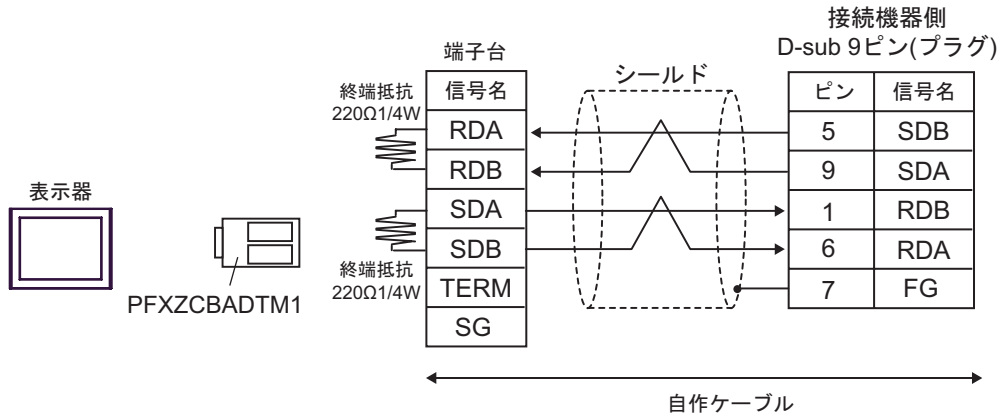 接続機器側
D-sub 9ピン(プラグ)
端子台
シールド
終端抵抗
220Ω1/4W
信号名
ピン 信号名
RDA
5 SDB
RDB
9 SDA
表示器
SDA
1 RDB
SDB
6 RDA
終端抵抗
220Ω1/4W
TERM
7 FG
PFXZCBADTM1
SG
自作ケーブル